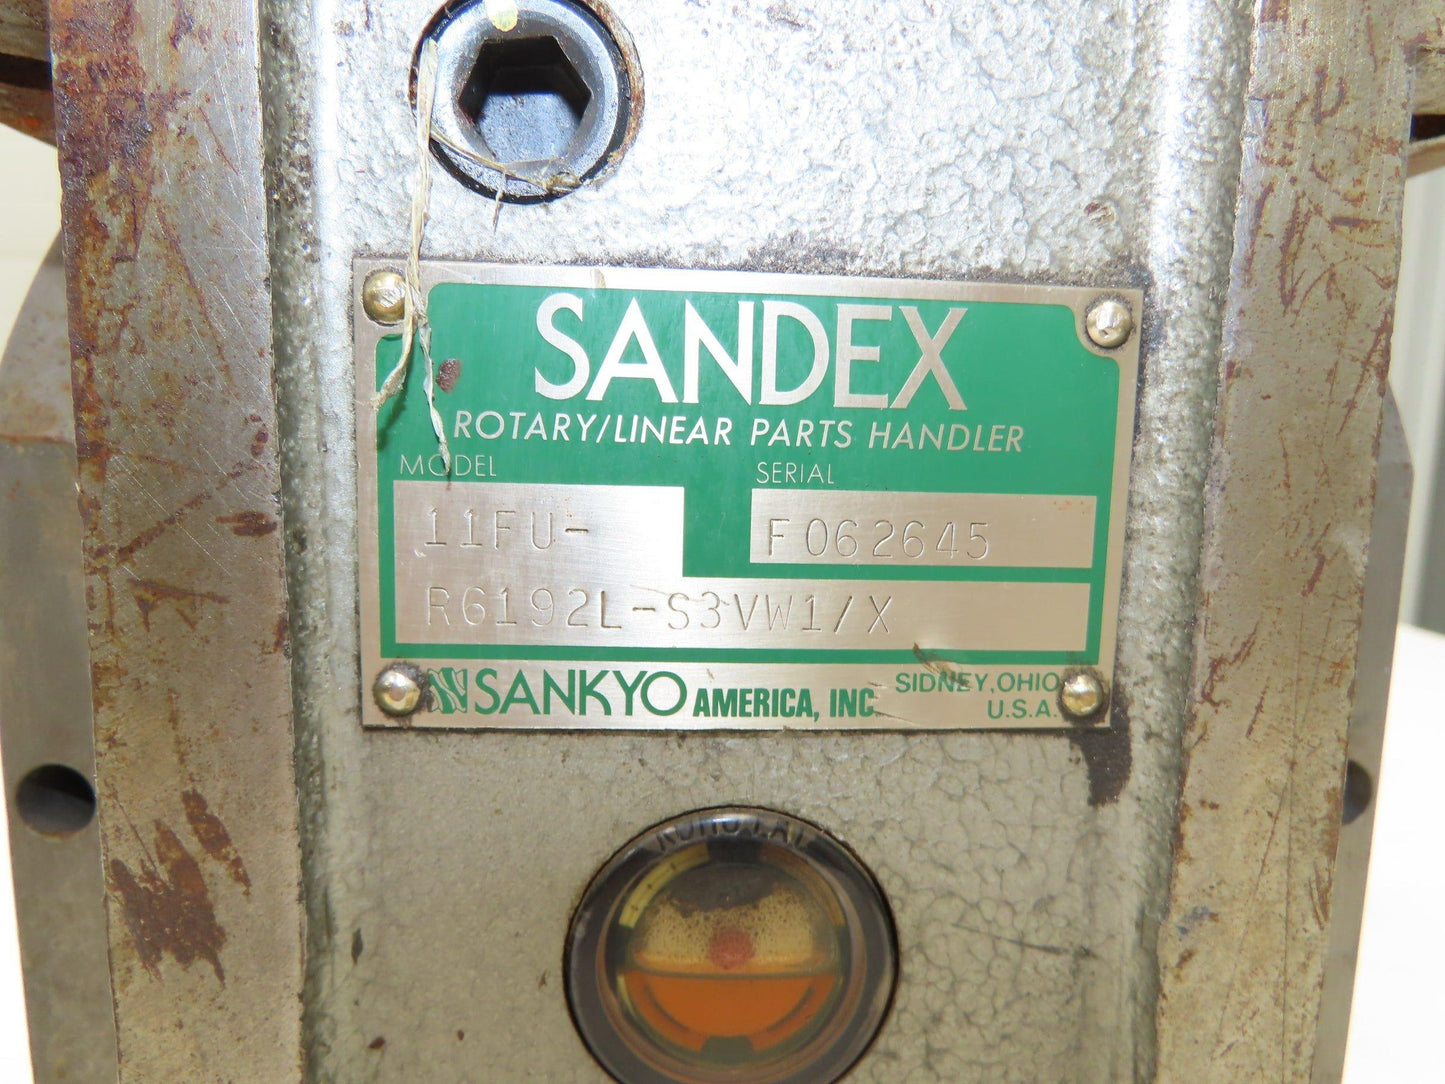 SANDEX
ROTARY/LINEAR PARTS HANDLER
MODEL
SERIAL
11FU-
F062645
R6192L-S3VW1/X
SANKYO AMERICA, INC.
SIDNEY, OHIO
U.S.A.